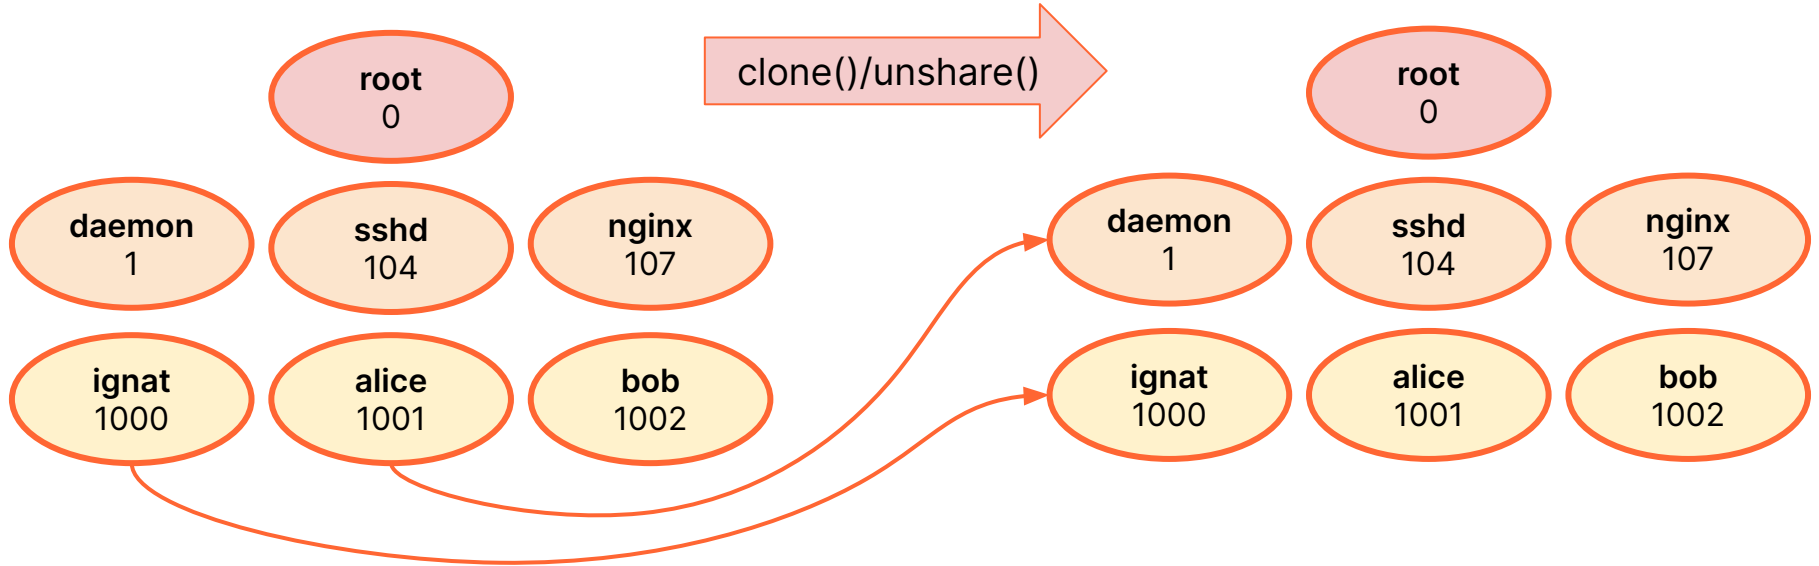 root
0
clone()/unshare()
root
0
daemon
1
sshd
104
nginx
107
daemon
1
sshd
104
nginx
107
ignat
1000
alice
1001
bob
1002
ignat
1000
alice
1001
bob
1002